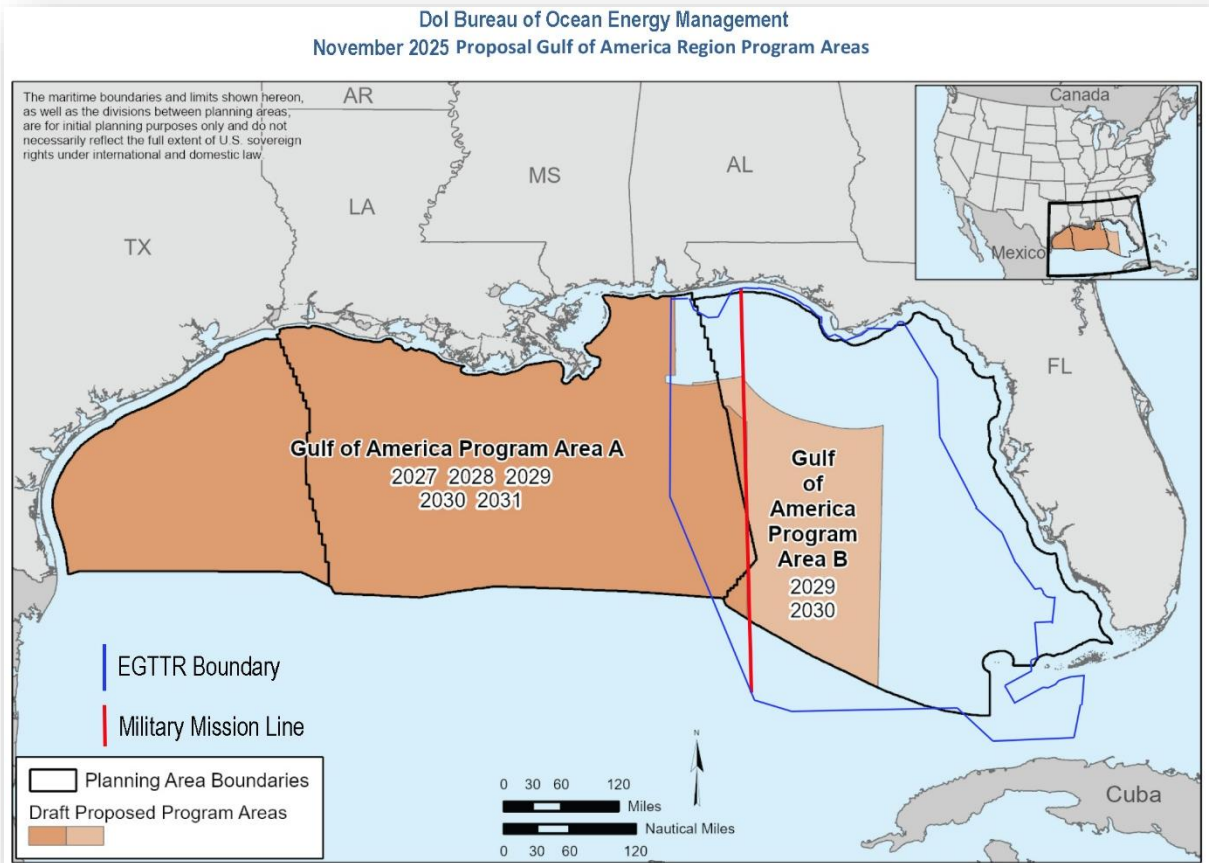 DoI Bureau of Ocean Energy Management
November 2025 Proposal Gulf of America Region Program Areas
The maritime boundaries and limits shown hereon,
as well as the divisions between planning areas,
are for initial planning purposes only and do not
necessarily reflect the full extent of U.S. sovereign
rights under international and domestic law
AR
MS
AL
LA
TX
FL
Canada
Mexico
Gulf of America Program Area A
2027 2028 2029
2030 2031
Gulf
of
America
Program
Area B
2029
2030
EGTTR Boundary
Military Mission Line
Planning Area Boundaries
Draft Proposed Program Areas
N
0 30 60 120
Miles
Nautical Miles
0 30 60 120
Cuba